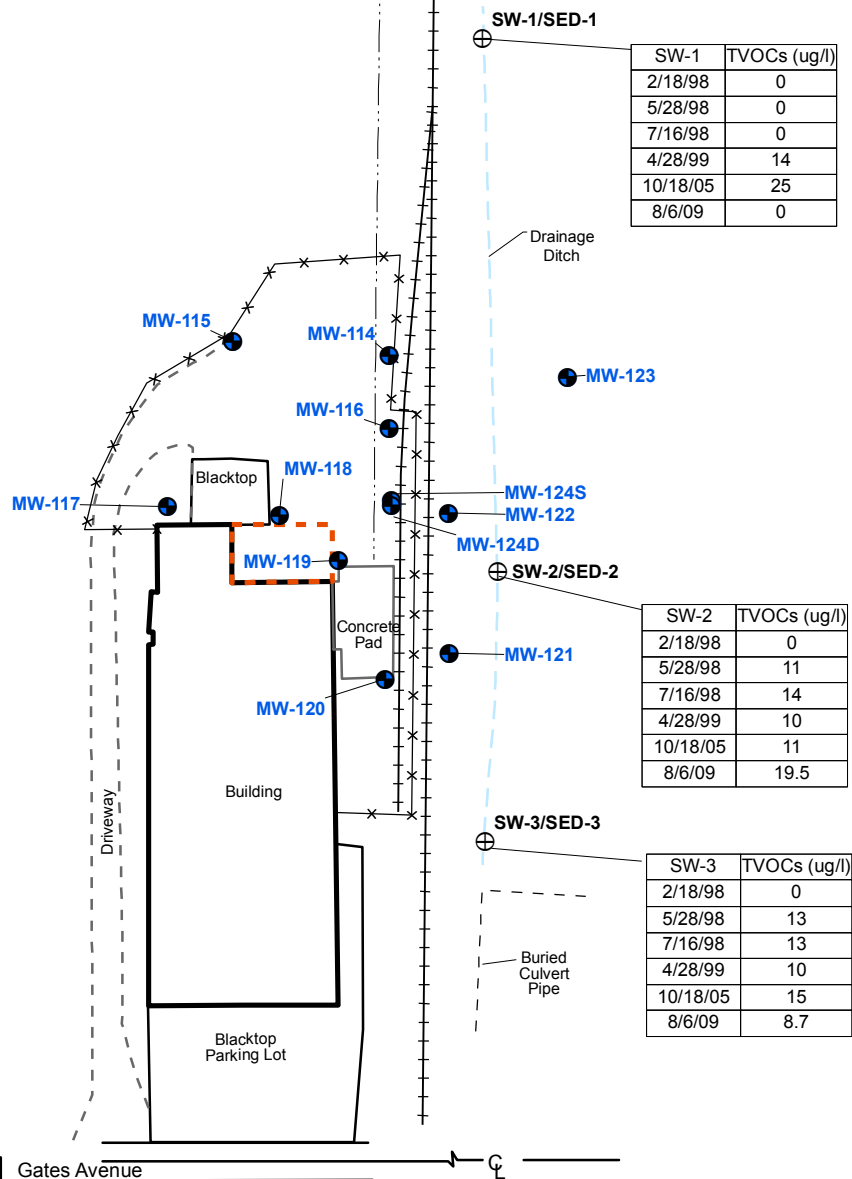 SW-1/SED-1
SW-1 TVOCs (ug/l)
2/18/98 0
5/28/98 0
7/16/98 0
4/28/99 14
10/18/05 25
8/6/09 0
Drainage
Ditch
MW-115
MW-114
MW-123
MW-116
Blacktop
MW-118
MW-117
MW-124S
MW-122
MW-124D
MW-119
SW-2/SED-2
SW-2 TVOCs (ug/l)
2/18/98 0
5/28/98 11
7/16/98 14
4/28/99 10
10/18/05 11
8/6/09 19.5
Concrete
Pad
MW-121
MW-120
Building
Driveway
SW-3/SED-3
SW-3 TVOCs (ug/l)
2/18/98 0
5/28/98 13
7/16/98 13
4/28/99 10
10/18/05 15
8/6/09 8.7
Buried
Culvert
Pipe
Blacktop
Parking Lot
Gates Avenue
CL